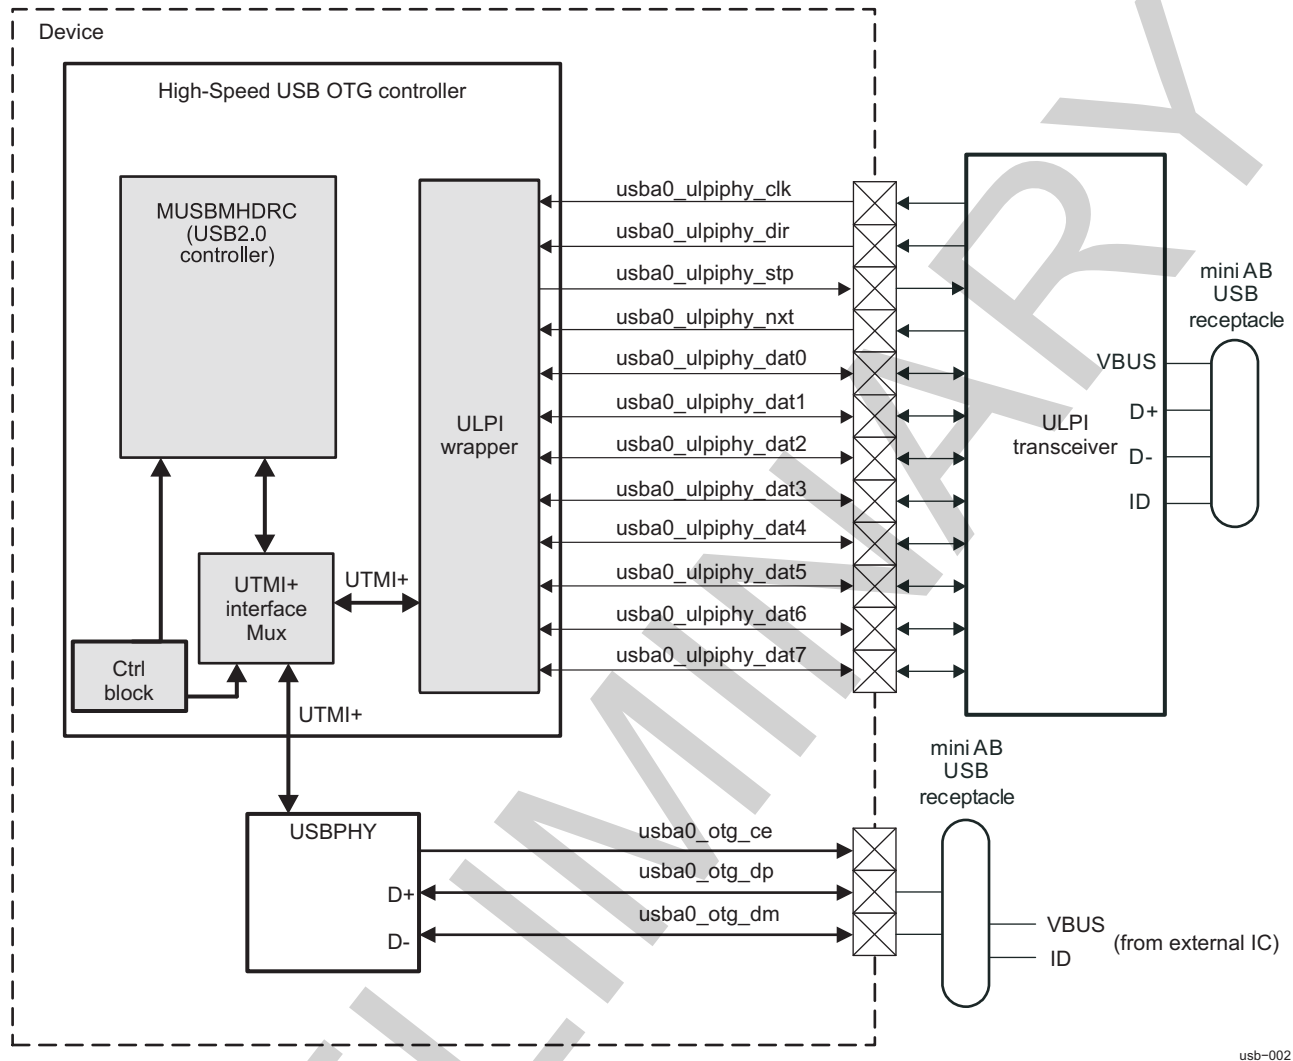 Device
High-Speed USB OTG controller
MUSBMHDRC
(USB2.0
controller)
UTMI+
interface
Mux
Ctrl
block
UTMI+
UTMI+
ULPI
wrapper
usba0_ulpiphy_clk
usba0_ulpiphy_dir
usba0_ulpiphy_stp
usba0_ulpiphy_nxt
usba0_ulpiphy_dat0
usba0_ulpiphy_dat1
usba0_ulpiphy_dat2
usba0_ulpiphy_dat3
usba0_ulpiphy_dat4
usba0_ulpiphy_dat5
usba0_ulpiphy_dat6
usba0_ulpiphy_dat7
ULPI
transceiver
VBUS
D+
D-
ID
mini AB
USB
receptacle
USBPHY
D+
D-
usba0_otg_ce
usba0_otg_dp
usba0_otg_dm
mini AB
USB
receptacle
VBUS
ID
(from external IC)
usb-002
ELIMINARY